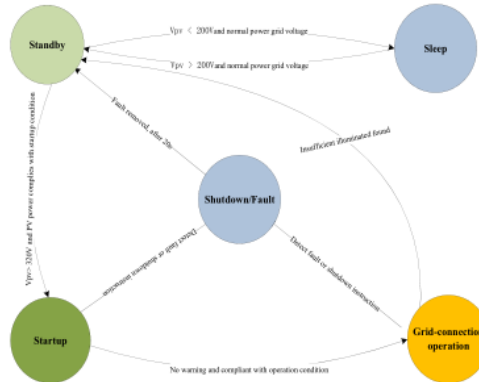 Vpv < 200V and normal power grid voltage
Standby
Sleep
Vpv > 200V and normal power grid voltage
Fault removed, after 20s
Insufficient illuminated found
Vpv> 320V and PV power complies with startup condition
Shutdown/Fault
Detect fault or shutdown instruction
Detect fault or shutdown instruction
Startup
Grid-connection
operation
No warning and compliant with operation condition